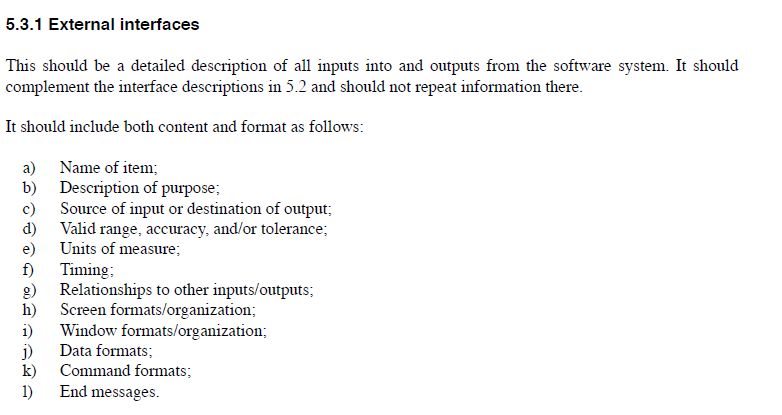 5.3.1 External interfaces
This should be a detailed description of all inputs into and outputs from the software system. It should
complement the interface descriptions in 5.2 and should not repeat information there.
It should include both content and format as follows:
a) Name of item;
b) Description of purpose;
c) Source of input or destination of output;
d) Valid range, accuracy, and/or tolerance;
e) Units of measure;
f) Timing;
g) Relationships to other inputs/outputs;
h) Screen formats/organization;
i) Window formats/organization;
j) Data formats;
k) Command formats;
l) End messages.